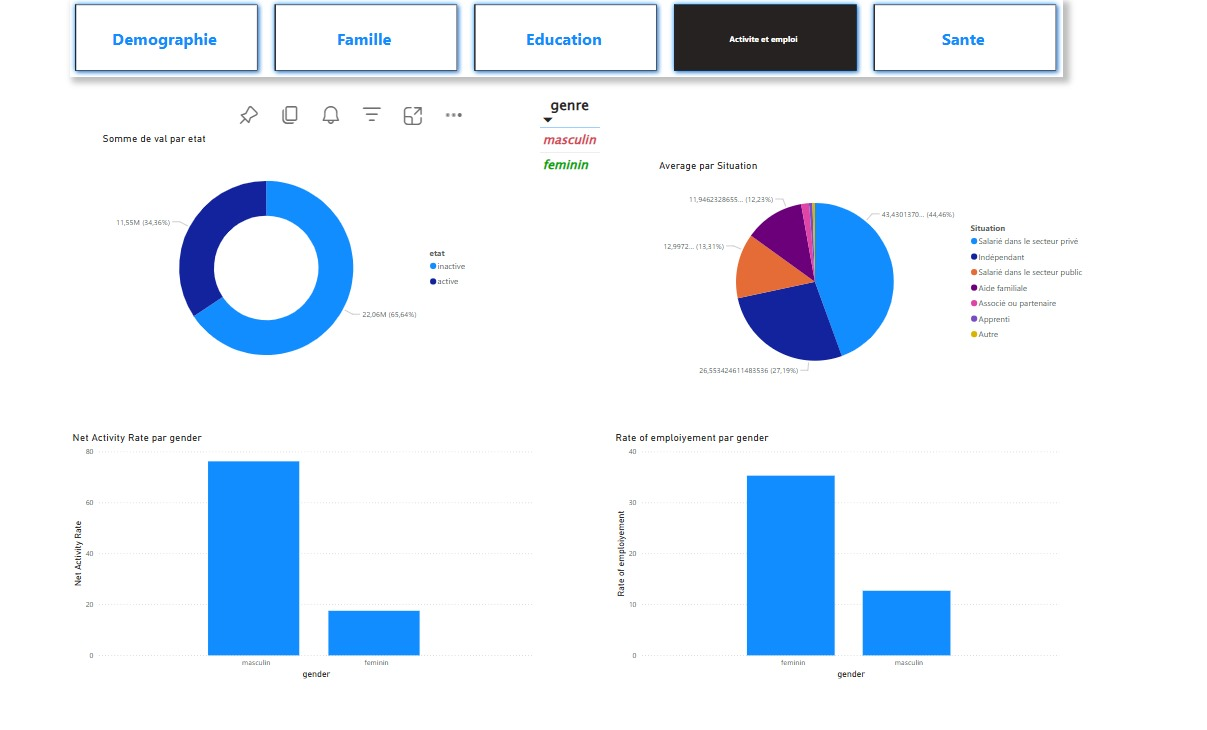 Demographie
Famille
Education
Activite et emploi
Sante
genre
masculin
feminin
Somme de val par etat
11,55M (34,36%)
22,06M (65,64%)
etat
inactive
active
Average par Situation
11,9462328655... (12,23%)
43,4301370... (44,46%)
12,9972... (13,31%)
26,553424611483536 (27,19%)
Situation
Salarié dans le secteur privé
Indépendant
Salarié dans le secteur public
Aide familiale
Associé ou partenaire
Apprenti
Autre
Net Activity Rate par gender
80
60
40
20
0
Net Activity Rate
masculin
feminin
gender
Rate of emploiyement par gender
40
30
20
10
0
Rate of emploiyement
feminin
masculin
gender